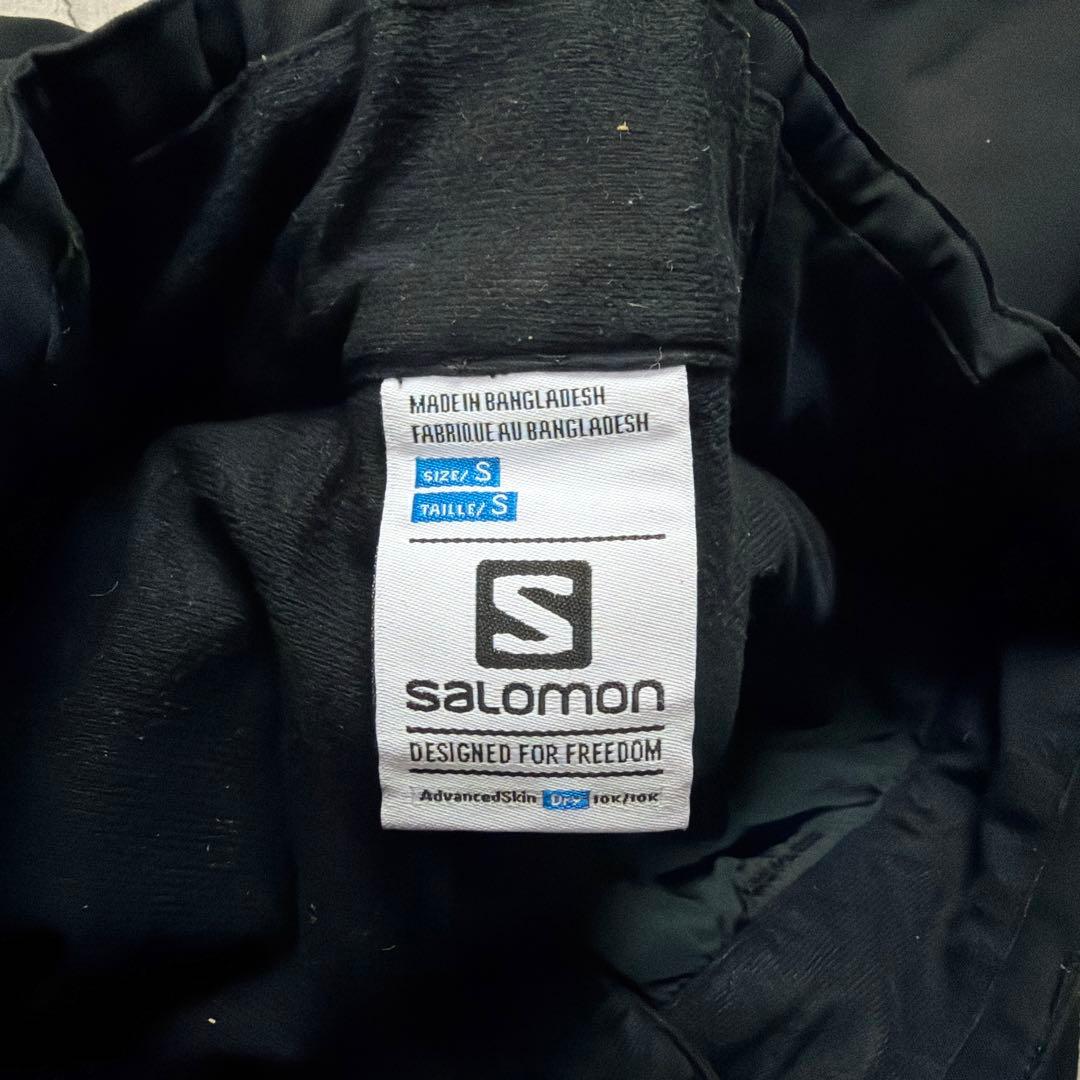 MADE IN BANGLADESH
FABRIQUE AU BANGLADESH
SIZE/ S
TAILLE/ S
S
SALOMON
DESIGNED FOR FREEDOM
AdvancedSkin Dry 10K/10K